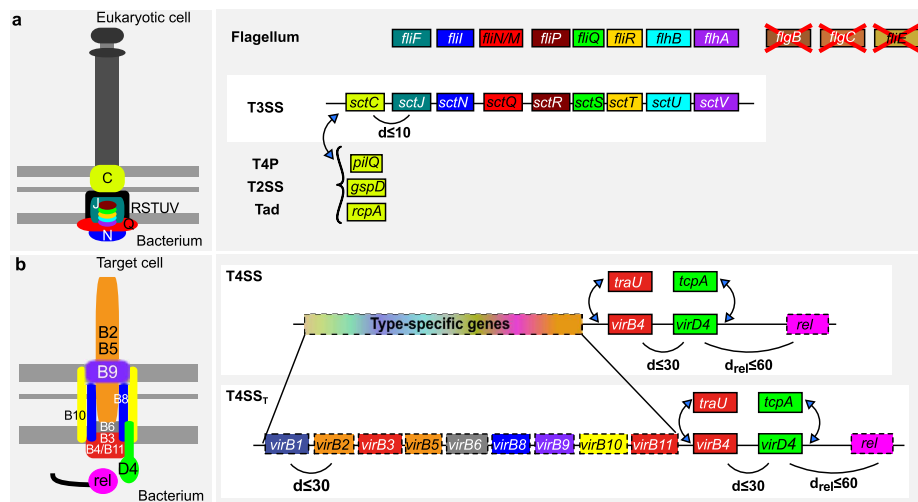 a
Eukaryotic cell
C
J
RSTUV
Q
N
Bacterium
Flagellum
fliF fliI fliN/M fliP fliQ fliR flhB flhA flgB flgC fliE
T3SS
sctC sctJ sctN sctQ sctR sctS sctT sctU sctV
d≤10
T4P
pilQ
T2SS
gspD
Tad
rcpA
b
Target cell
B2
B5
B9
B10
B8
B6
B3
B4/B11
D4
rel
Bacterium
T4SS
traU tcpA
Type-specific genes virB4 virD4 rel
d≤30 drel≤60
T4SST
traU tcpA
virB1 virB2 virB3 virB5 virB6 virB8 virB9 virB10 virB11 virB4 virD4 rel
d≤30 d≤30 drel≤60